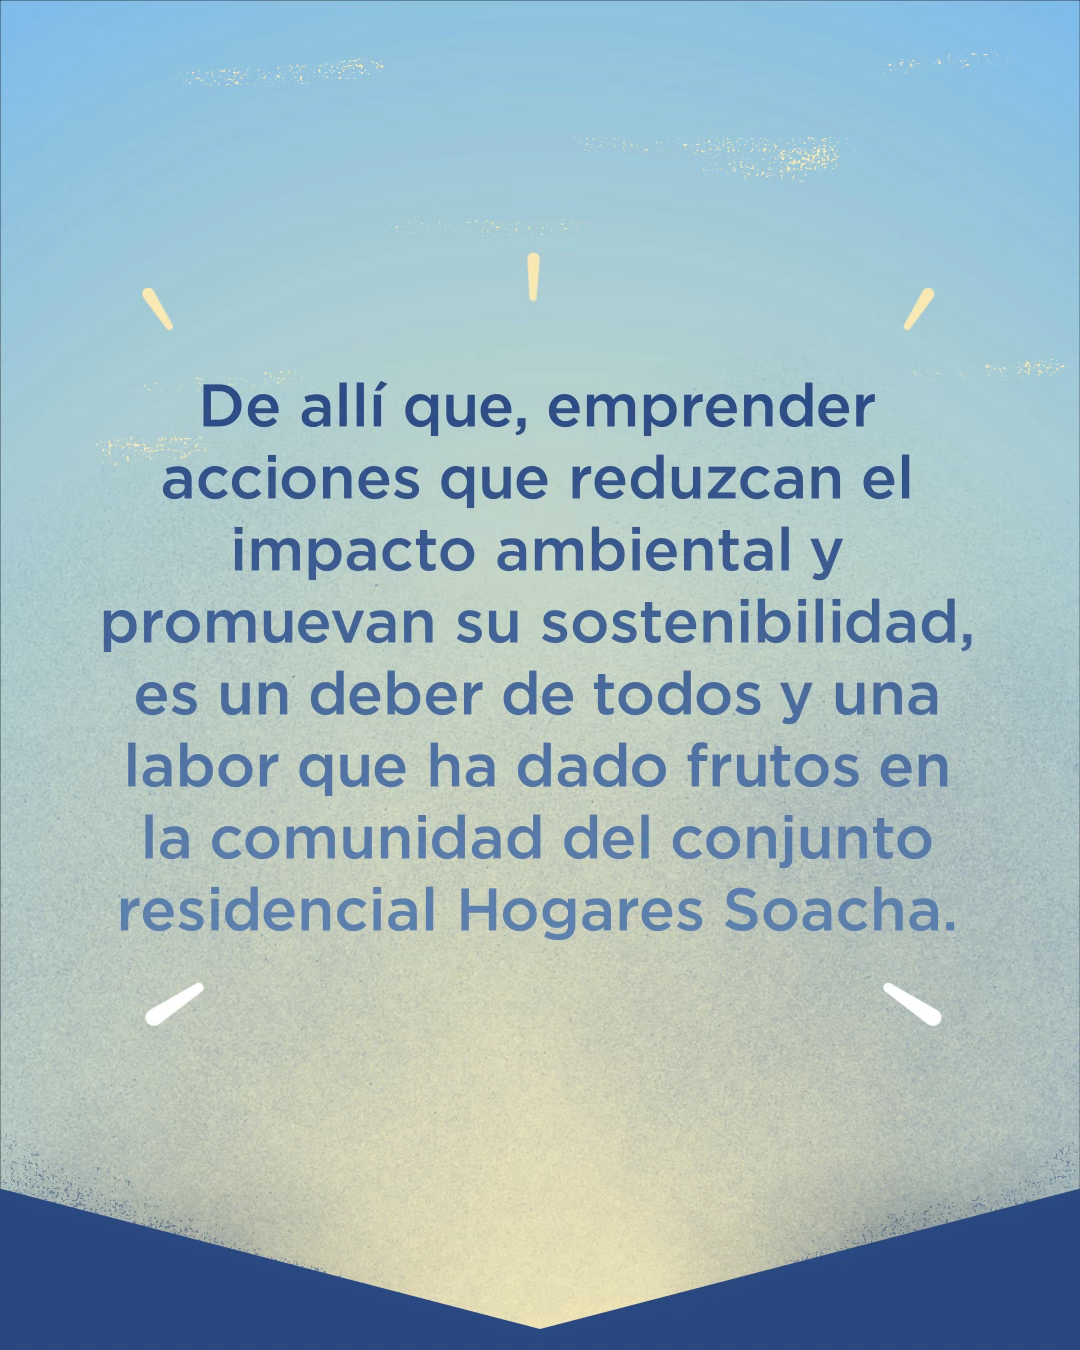 De allí que, emprender
acciones que reduzcan el
impacto ambiental y
promuevan su sostenibilidad,
es un deber de todos y una
labor que ha dado frutos en
la comunidad del conjunto
residencial Hogares Soacha.